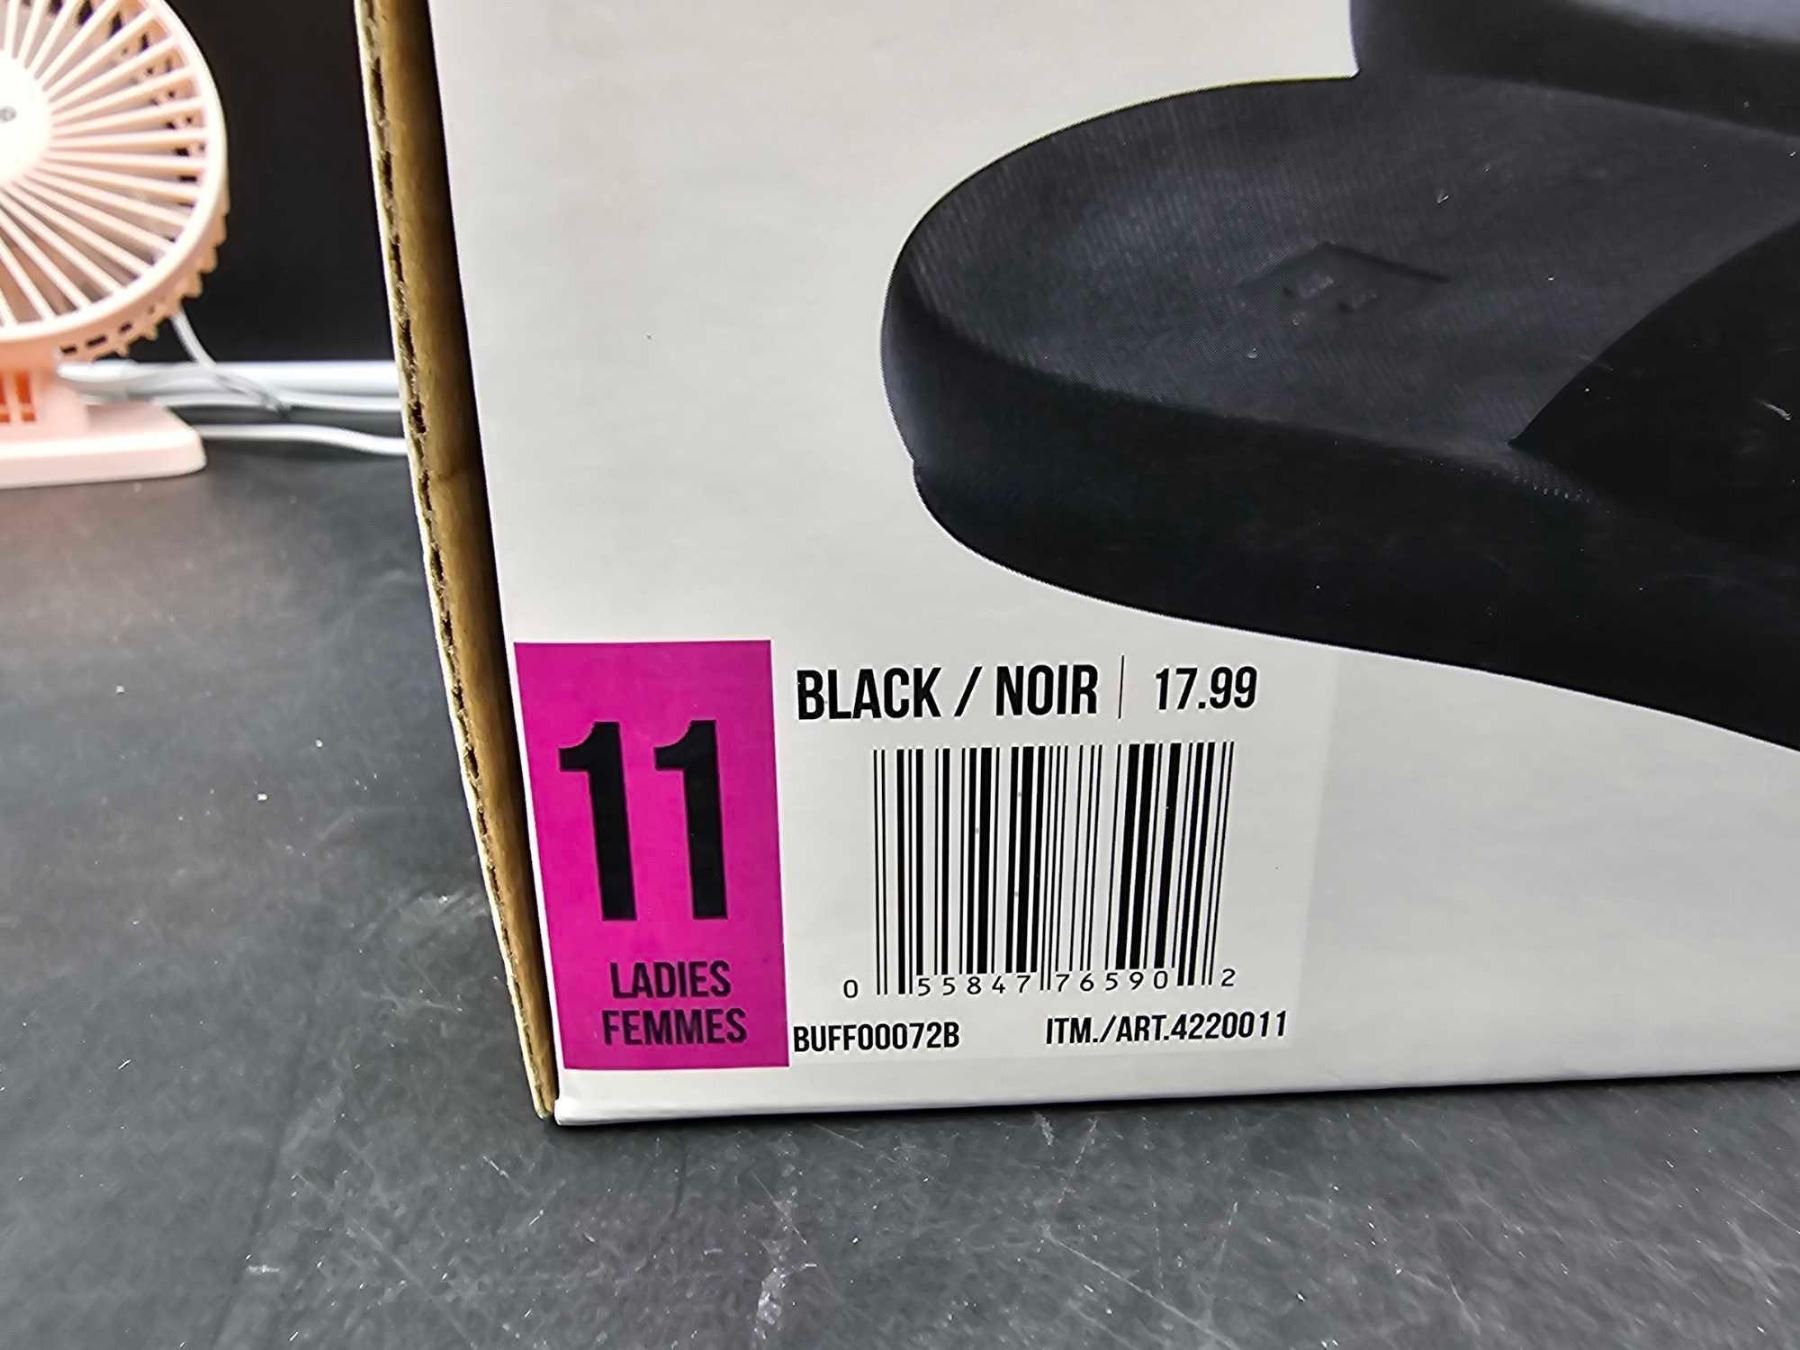 BLACK / NOIR | 17.99
11
LADIES
FEMMES
0 55847 76590 2
BUFF00072B ITM./ART.4220011